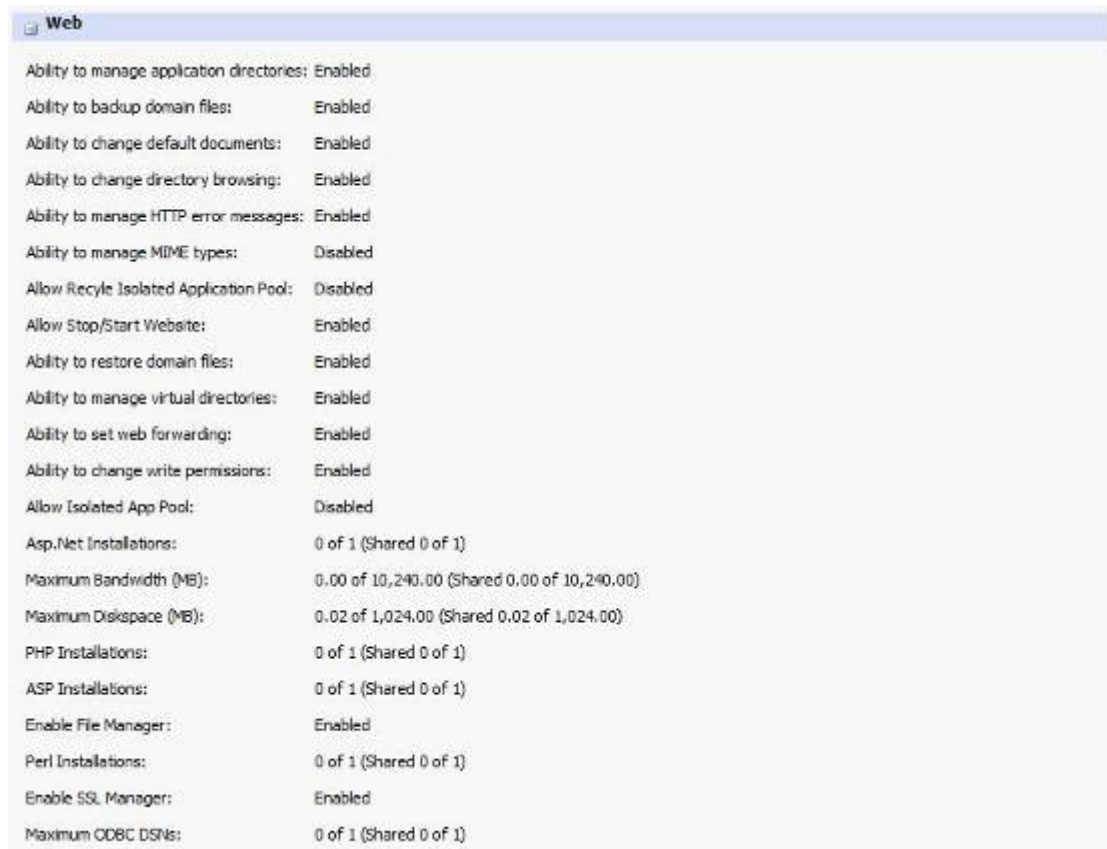 Web
Ability to manage application directories: Enabled
Ability to backup domain files: Enabled
Ability to change default documents: Enabled
Ability to change directory browsing: Enabled
Ability to manage HTTP error messages: Enabled
Ability to manage MIME types: Disabled
Allow Recyle Isolated Application Pool: Disabled
Allow Stop/Start Website: Enabled
Ability to restore domain files: Enabled
Ability to manage virtual directories: Enabled
Ability to set web forwarding: Enabled
Ability to change write permissions: Enabled
Allow Isolated App Pool: Disabled
Asp.Net Installations: 0 of 1 (Shared 0 of 1)
Maximum Bandwidth (MB): 0.00 of 10,240.00 (Shared 0.00 of 10,240.00)
Maximum Diskspace (MB): 0.02 of 1,024.00 (Shared 0.02 of 1,024.00)
PHP Installations: 0 of 1 (Shared 0 of 1)
ASP Installations: 0 of 1 (Shared 0 of 1)
Enable File Manager: Enabled
Perl Installations: 0 of 1 (Shared 0 of 1)
Enable SSL Manager: Enabled
Maximum ODBC DSNs: 0 of 1 (Shared 0 of 1)